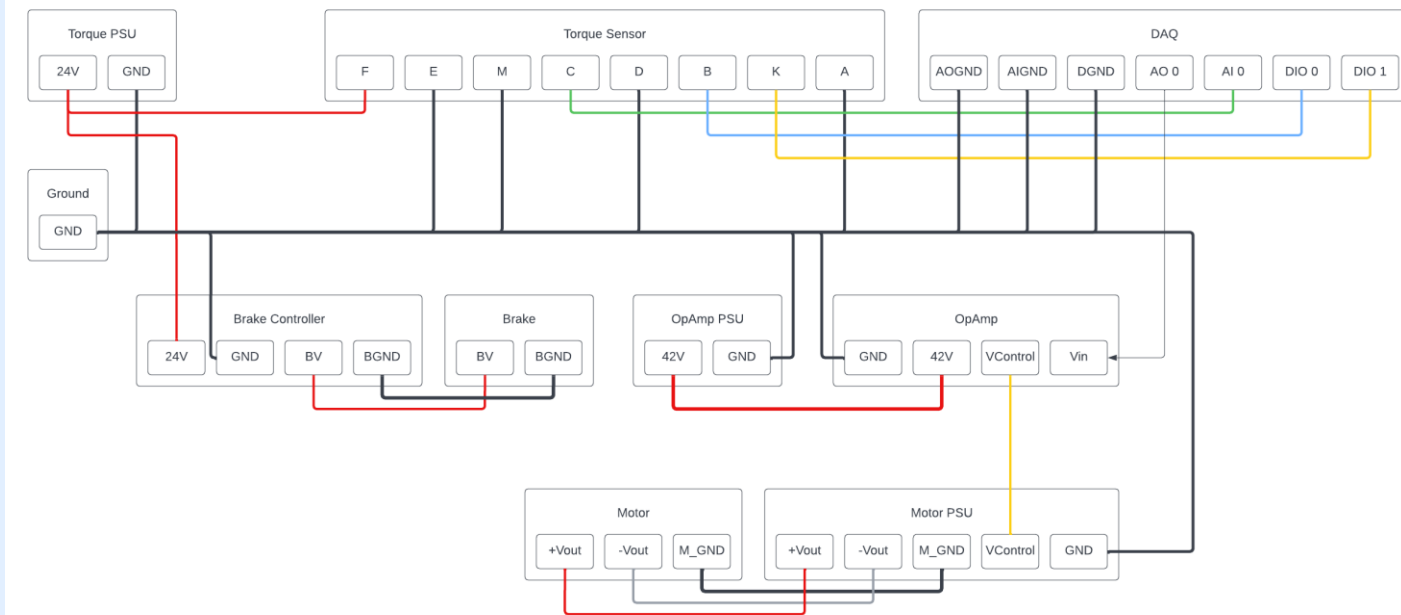 Torque PSU
24V GND
Torque Sensor
F E M C D B K A
DAQ
AOGND AIGND DGND AO 0 AI 0 DIO 0 DIO 1
Ground
GND
Brake Controller
24V GND BV BGND
Brake
BV BGND
OpAmp PSU
42V GND
OpAmp
GND 42V VControl Vin
Motor
+Vout -Vout M_GND
Motor PSU
+Vout -Vout M_GND VControl GND